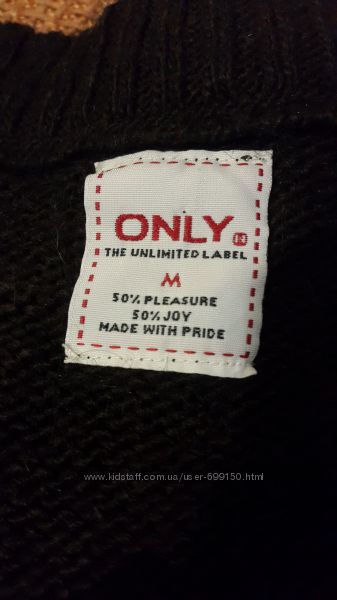 ONLY®
THE UNLIMITED LABEL
M
50% PLEASURE
50% JOY
MADE WITH PRIDE
www.kidstaff.com.ua/user-699150.html